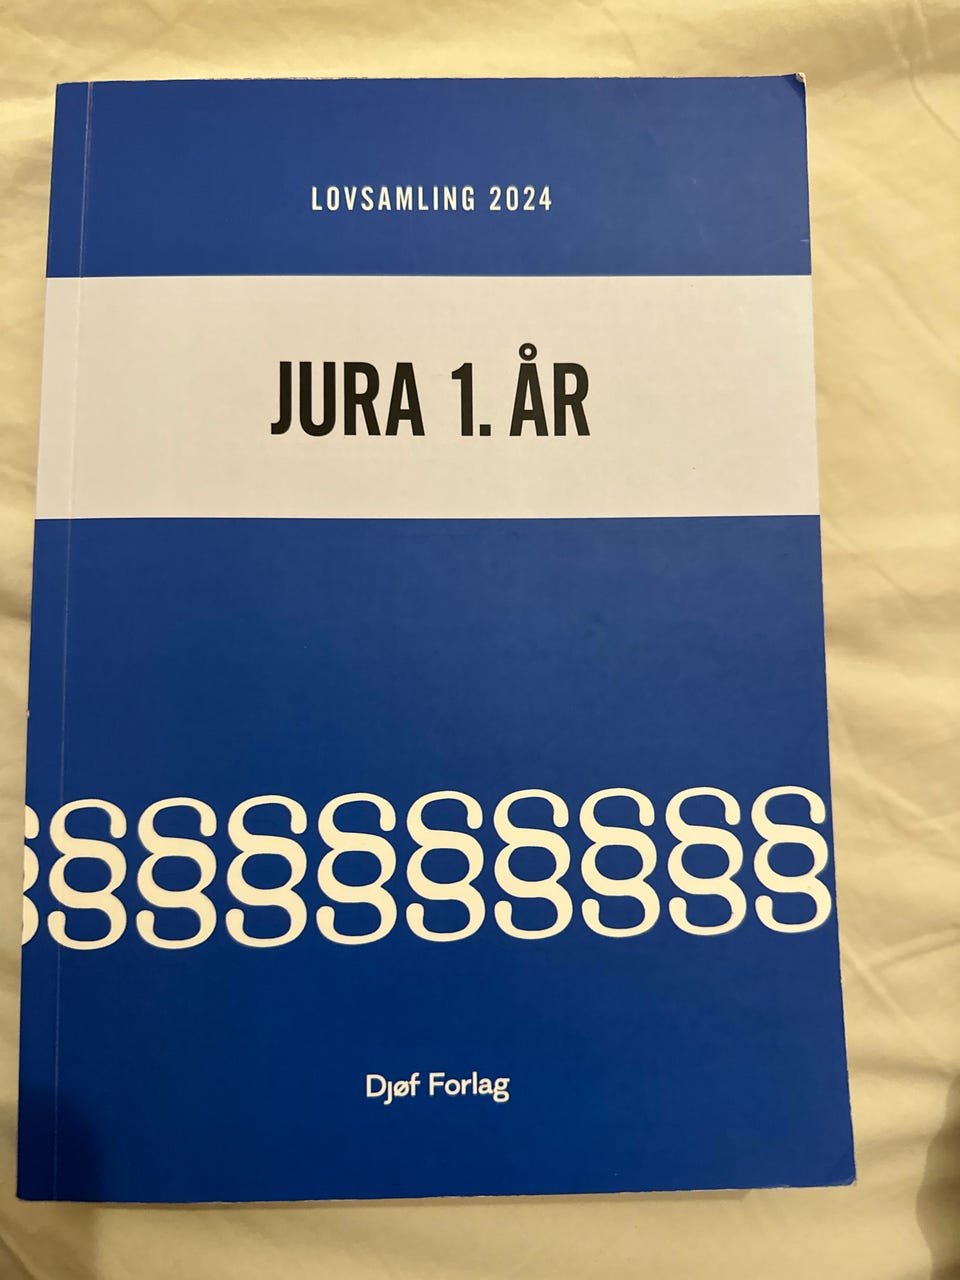 LOVSAMLING 2024
JURA 1. ÅR
§§§§§§§§§§
Djøf Forlag